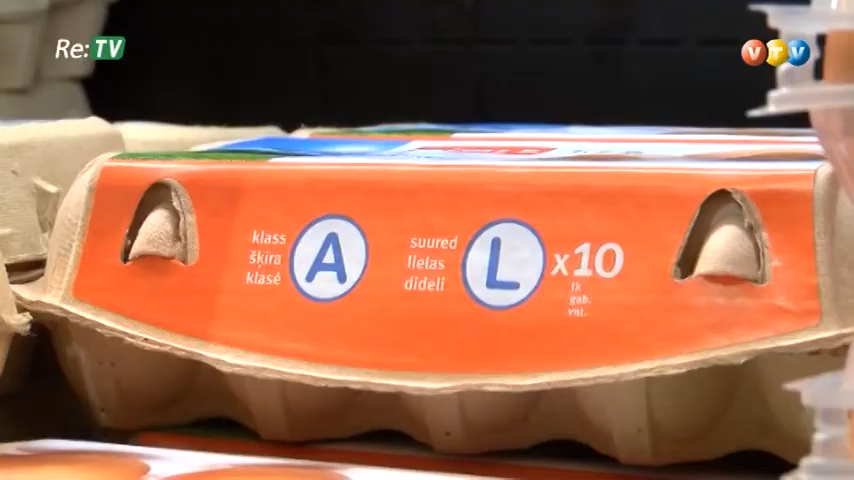 Re:TV
VTV
klass
šķira
klasė
A
suured
lielas
dideli
L
x10
tk
gab.
vnt.